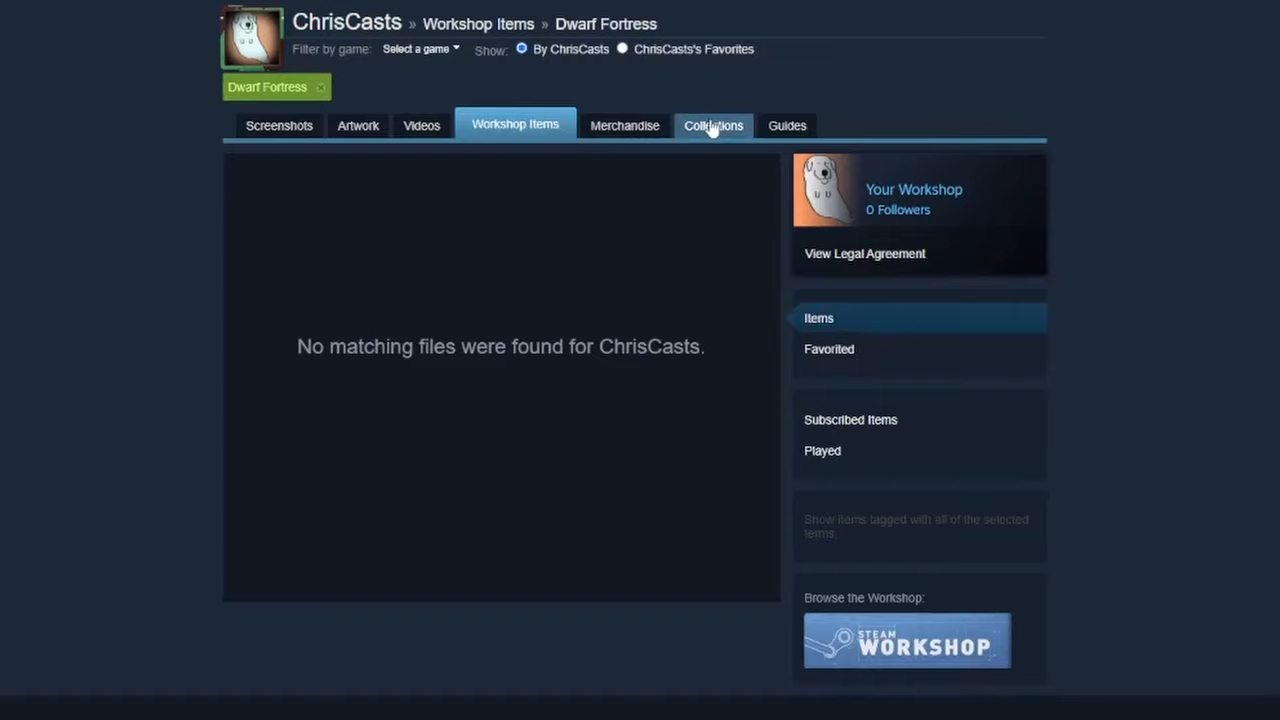 ChrisCasts » Workshop Items » Dwarf Fortress
Filter by game: Select a game Show: By ChrisCasts ChrisCasts's Favorites
Dwarf Fortress x
Screenshots Artwork Videos Workshop Items Merchandise Collections Guides
Your Workshop
0 Followers
View Legal Agreement
No matching files were found for ChrisCasts.
Items
Favorited
Subscribed Items
Played
Show items tagged with all of the selected
terms:
Browse the Workshop:
STEAM
WORKSHOP